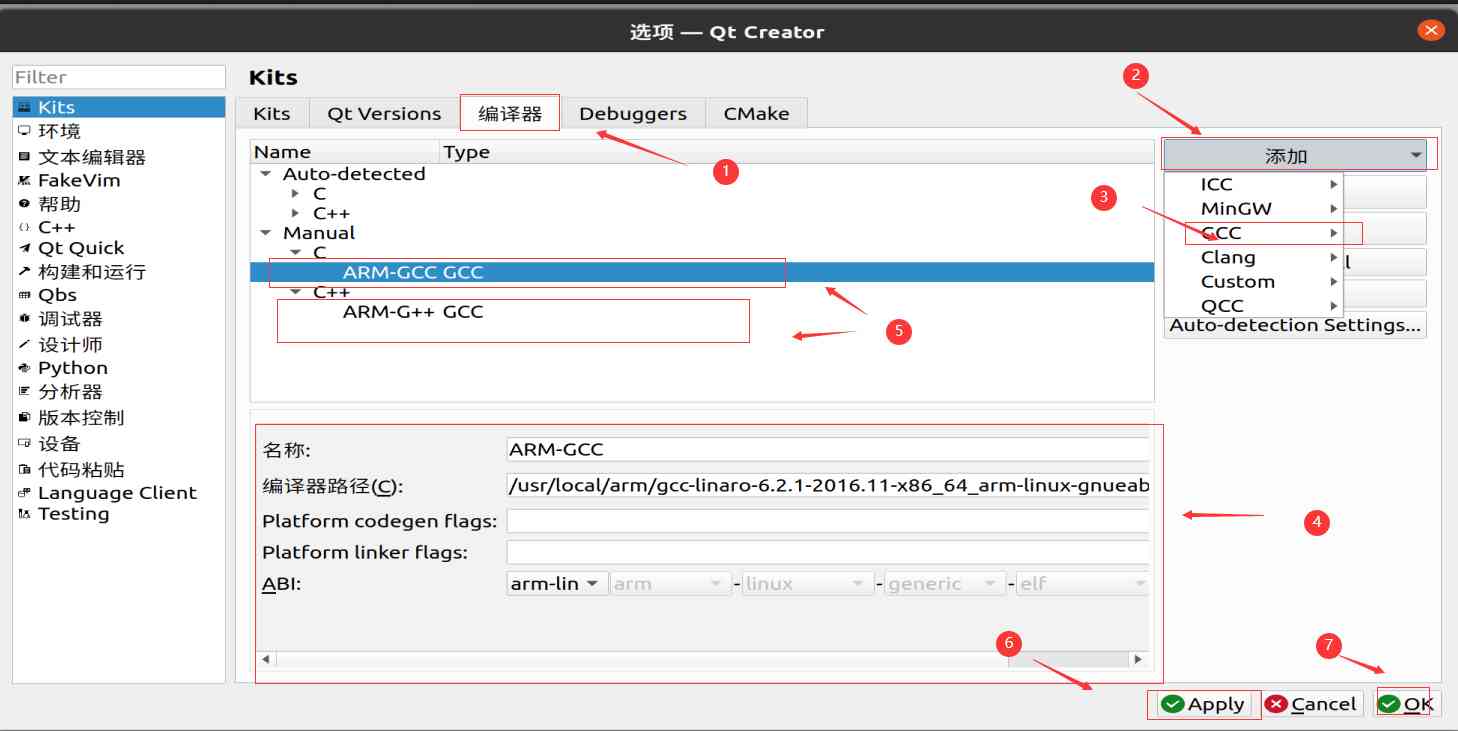 选项 — Qt Creator
Filter
Kits
环境
文本编辑器
FakeVim
帮助
C++
Qt Quick
构建和运行
Qbs
调试器
设计师
Python
分析器
版本控制
设备
代码粘贴
Language Client
Testing
Kits
Kits Qt Versions 编译器 Debuggers CMake
1
2
Name Type
Auto-detected
C
C++
Manual
C
ARM-GCC GCC
C++
ARM-G++ GCC
5
添加
3
ICC
MinGW
GCC
Clang
Custom
QCC
Auto-detection Settings...
名称: ARM-GCC
编译器路径(C): /usr/local/arm/gcc-linaro-6.2.1-2016.11-x86_64_arm-linux-gnueab
Platform codegen flags:
Platform linker flags:
ABI: arm-lin arm - linux - generic - elf
4
6
7
Apply Cancel OK